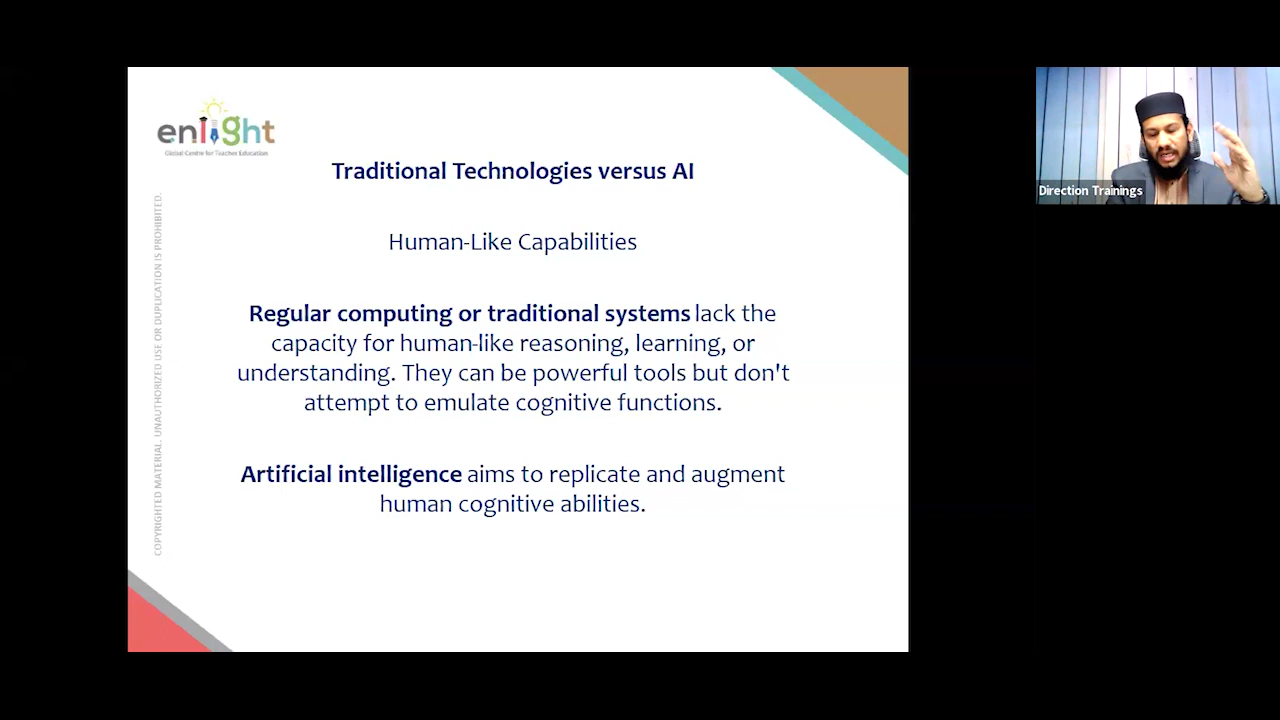 enlight
Global Centre for Teacher Education
Traditional Technologies versus AI
Human-Like Capabilities
Regular computing or traditional systems lack the
capacity for human-like reasoning, learning, or
understanding. They can be powerful tools but don't
attempt to emulate cognitive functions.
Artificial intelligence aims to replicate and augment
human cognitive abilities.
COPYRIGHTED MATERIAL. UNAUTHORIZED USE OR DUPLICATION IS PROHIBITED.
Direction Trainings